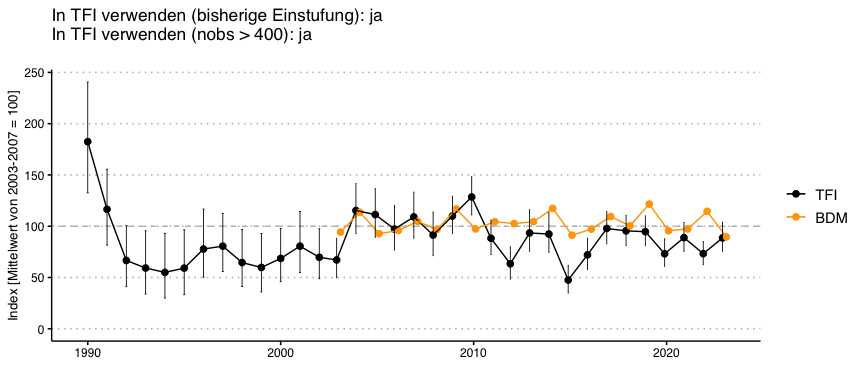 In TFI verwenden (bisherige Einstufung): ja
In TFI verwenden (nobs > 400): ja
Index [Mittelwert von 2003-2007 = 100]
250
200
150
100
50
0
1990
2000
2010
2020
TFI
BDM